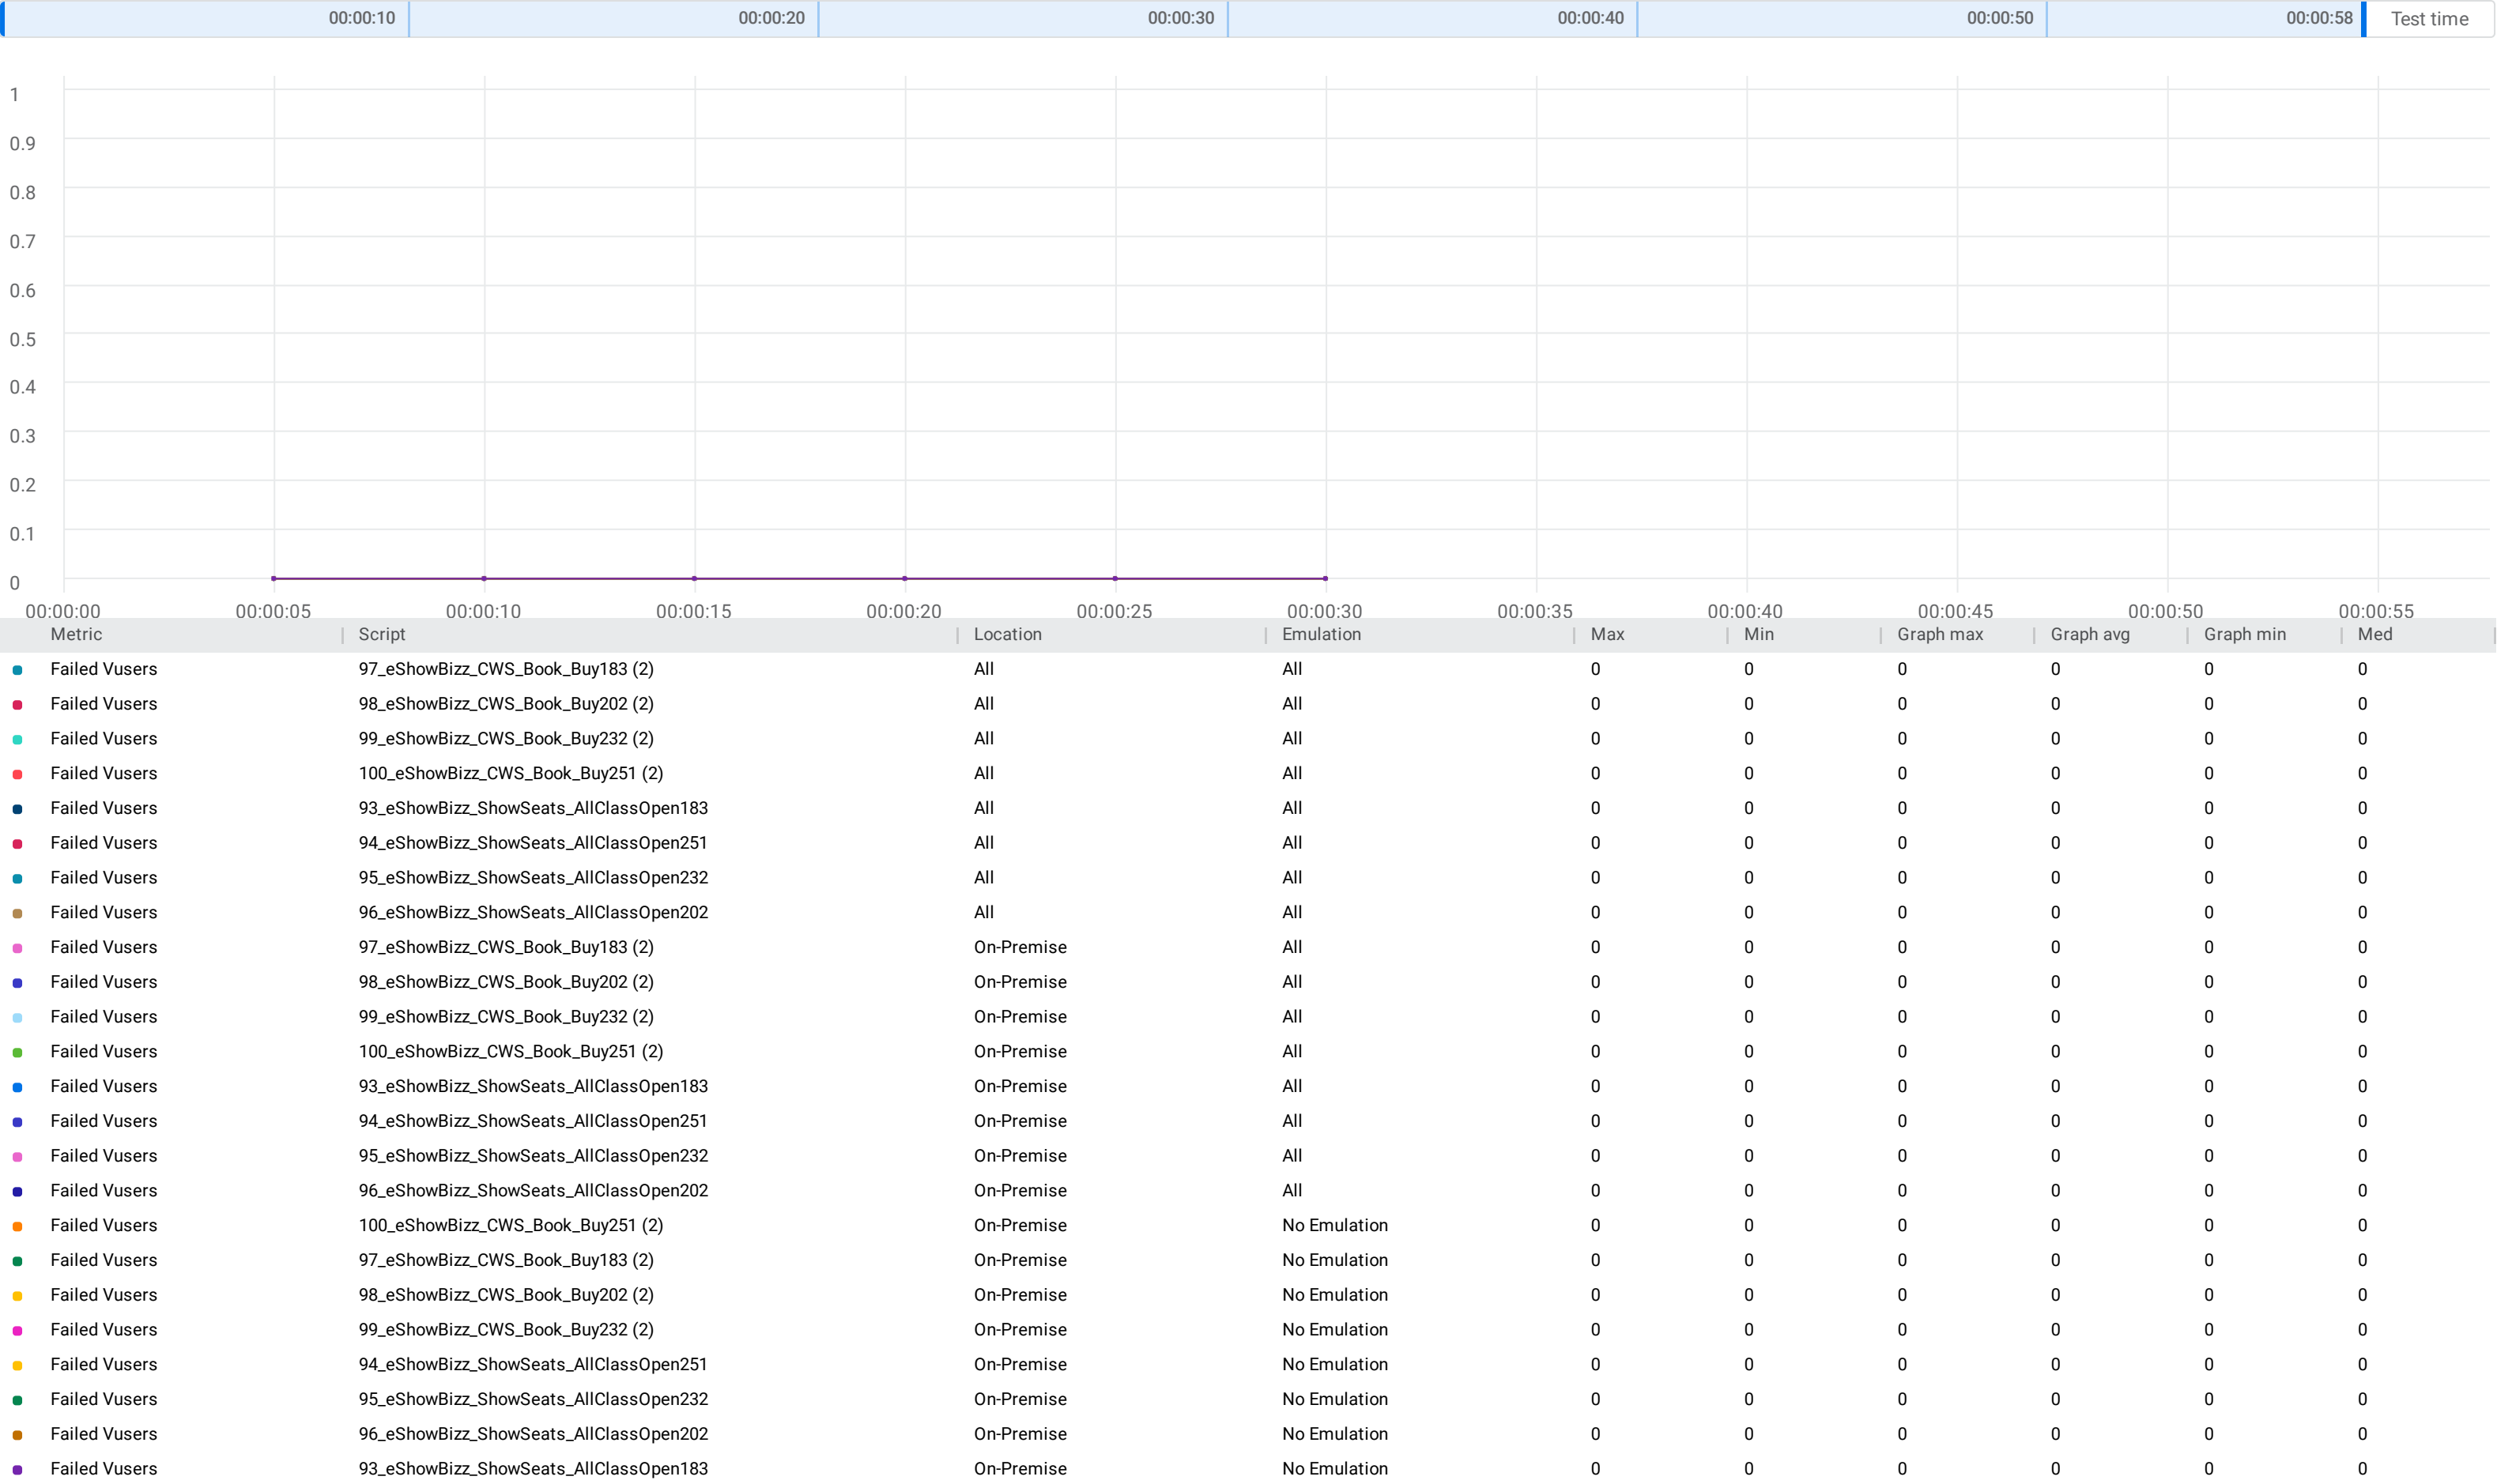 00:00:10 00:00:20 00:00:30 00:00:40 00:00:50 00:00:58 Test time
1
0.9
0.8
0.7
0.6
0.5
0.4
0.3
0.2
0.1
0
00:00:00 00:00:05 00:00:10 00:00:15 00:00:20 00:00:25 00:00:30 00:00:35 00:00:40 00:00:45 00:00:50 00:00:55
Metric Script Location Emulation Max Min Graph max Graph avg Graph min Med
Failed Vusers 97_eShowBizz_CWS_Book_Buy183 (2) All All 0 0 0 0 0 0
Failed Vusers 98_eShowBizz_CWS_Book_Buy202 (2) All All 0 0 0 0 0 0
Failed Vusers 99_eShowBizz_CWS_Book_Buy232 (2) All All 0 0 0 0 0 0
Failed Vusers 100_eShowBizz_CWS_Book_Buy251 (2) All All 0 0 0 0 0 0
Failed Vusers 93_eShowBizz_ShowSeats_AllClassOpen183 All All 0 0 0 0 0 0
Failed Vusers 94_eShowBizz_ShowSeats_AllClassOpen251 All All 0 0 0 0 0 0
Failed Vusers 95_eShowBizz_ShowSeats_AllClassOpen232 All All 0 0 0 0 0 0
Failed Vusers 96_eShowBizz_ShowSeats_AllClassOpen202 All All 0 0 0 0 0 0
Failed Vusers 97_eShowBizz_CWS_Book_Buy183 (2) On-Premise All 0 0 0 0 0 0
Failed Vusers 98_eShowBizz_CWS_Book_Buy202 (2) On-Premise All 0 0 0 0 0 0
Failed Vusers 99_eShowBizz_CWS_Book_Buy232 (2) On-Premise All 0 0 0 0 0 0
Failed Vusers 100_eShowBizz_CWS_Book_Buy251 (2) On-Premise All 0 0 0 0 0 0
Failed Vusers 93_eShowBizz_ShowSeats_AllClassOpen183 On-Premise All 0 0 0 0 0 0
Failed Vusers 94_eShowBizz_ShowSeats_AllClassOpen251 On-Premise All 0 0 0 0 0 0
Failed Vusers 95_eShowBizz_ShowSeats_AllClassOpen232 On-Premise All 0 0 0 0 0 0
Failed Vusers 96_eShowBizz_ShowSeats_AllClassOpen202 On-Premise All 0 0 0 0 0 0
Failed Vusers 100_eShowBizz_CWS_Book_Buy251 (2) On-Premise No Emulation 0 0 0 0 0 0
Failed Vusers 97_eShowBizz_CWS_Book_Buy183 (2) On-Premise No Emulation 0 0 0 0 0 0
Failed Vusers 98_eShowBizz_CWS_Book_Buy202 (2) On-Premise No Emulation 0 0 0 0 0 0
Failed Vusers 99_eShowBizz_CWS_Book_Buy232 (2) On-Premise No Emulation 0 0 0 0 0 0
Failed Vusers 94_eShowBizz_ShowSeats_AllClassOpen251 On-Premise No Emulation 0 0 0 0 0 0
Failed Vusers 95_eShowBizz_ShowSeats_AllClassOpen232 On-Premise No Emulation 0 0 0 0 0 0
Failed Vusers 96_eShowBizz_ShowSeats_AllClassOpen202 On-Premise No Emulation 0 0 0 0 0 0
Failed Vusers 93_eShowBizz_ShowSeats_AllClassOpen183 On-Premise No Emulation 0 0 0 0 0 0